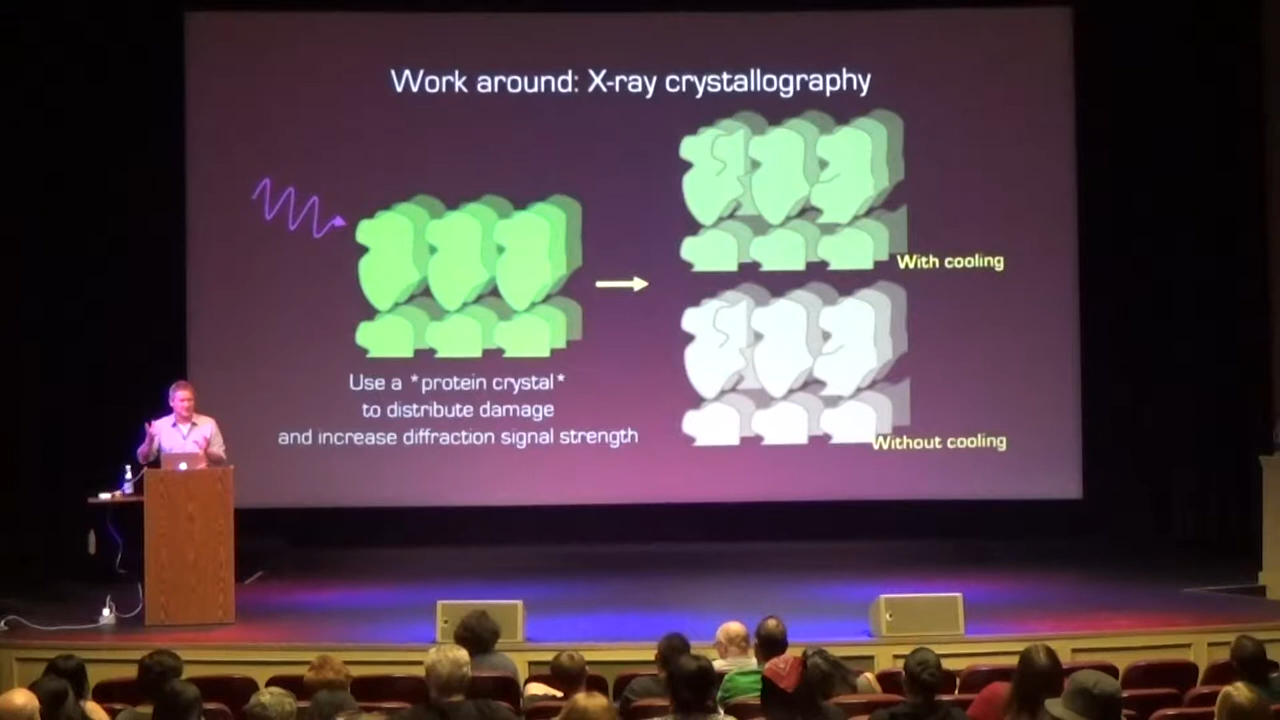 Work around: X-ray crystallography
With cooling
Use a *protein crystal*
to distribute damage
and increase diffraction signal strength
Without cooling